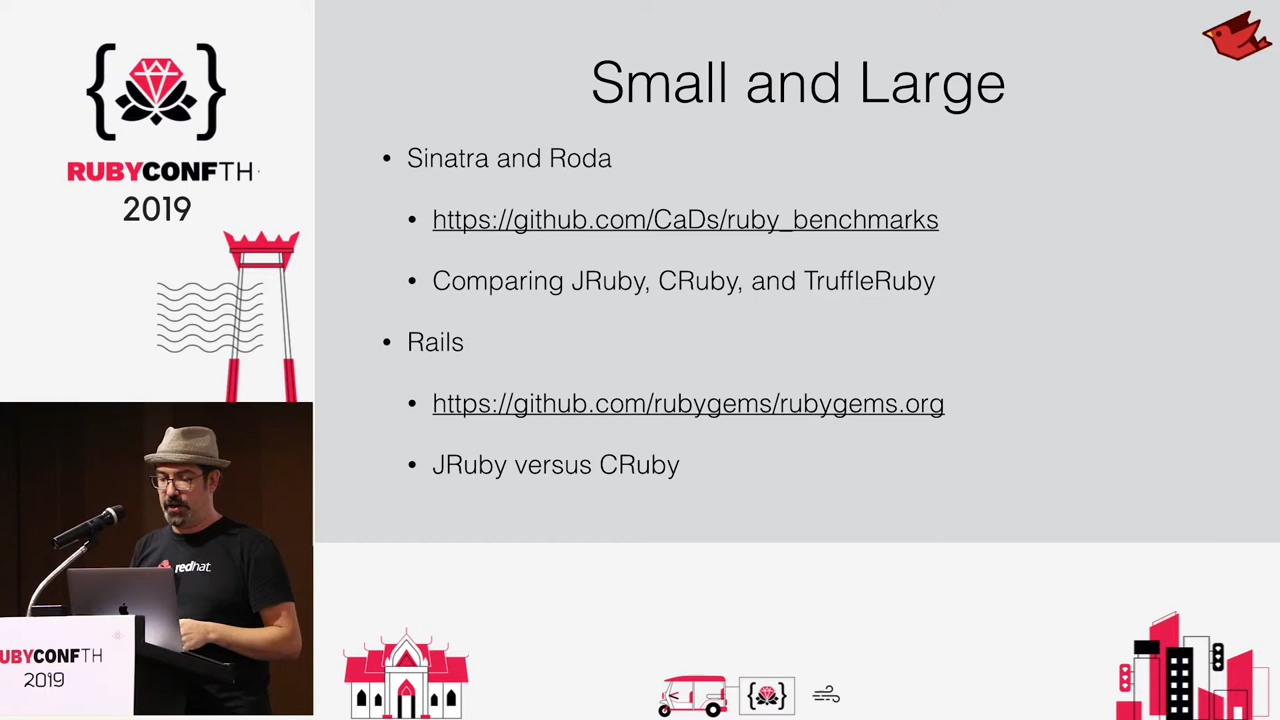 RUBYCONFTH
2019
Small and Large
• Sinatra and Roda
• https://github.com/CaDs/ruby_benchmarks
• Comparing JRuby, CRuby, and TruffleRuby
• Rails
• https://github.com/rubygems/rubygems.org
• JRuby versus CRuby
redhat
UBYCONFTH
2019